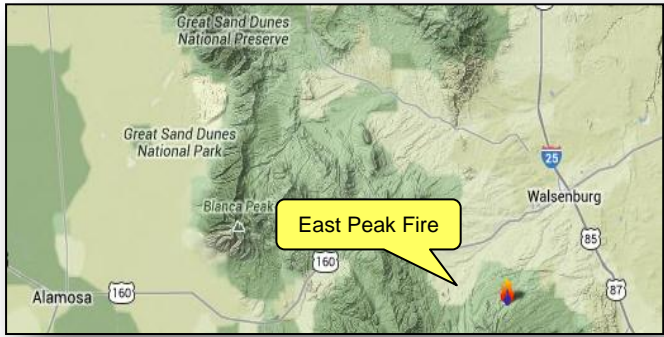 Great Sand Dunes
National Preserve
Great Sand Dunes
National Park
25
Walsenburg
Blanca Peak
East Peak Fire
85
160
Alamosa
160
87